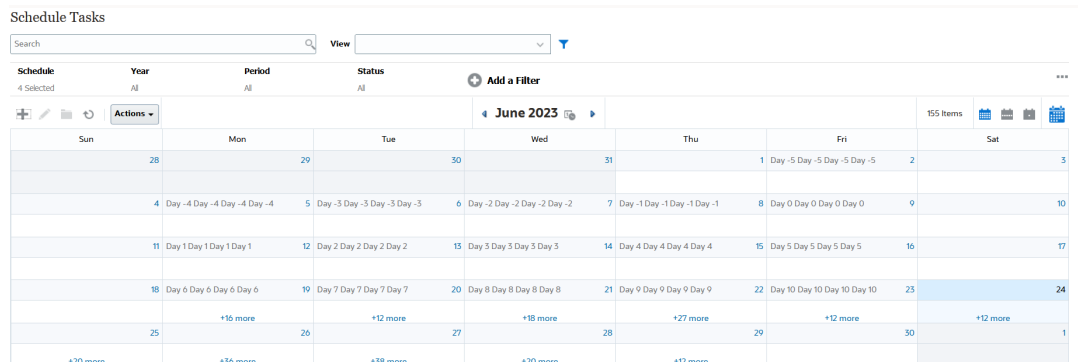 Schedule Tasks
Search
View
Schedule Year Period Status Add a Filter
4 Selected All All All
Actions June 2023 155 Items
Sun Mon Tue Wed Thu Fri Sat
28 29 30 31 1 Day -5 Day -5 Day -5 Day -5 2 3
4 Day -4 Day -4 Day -4 Day -4 5 Day -3 Day -3 Day -3 Day -3 6 Day -2 Day -2 Day -2 Day -2 7 Day -1 Day -1 Day -1 Day -1 8 Day 0 Day 0 Day 0 Day 0 9 10
11 Day 1 Day 1 Day 1 Day 1 12 Day 2 Day 2 Day 2 Day 2 13 Day 3 Day 3 Day 3 Day 3 14 Day 4 Day 4 Day 4 Day 4 15 Day 5 Day 5 Day 5 Day 5 16 17
18 Day 6 Day 6 Day 6 Day 6 19 Day 7 Day 7 Day 7 Day 7 20 Day 8 Day 8 Day 8 Day 8 21 Day 9 Day 9 Day 9 Day 9 22 Day 10 Day 10 Day 10 Day 10 23 24
+16 more +12 more +18 more +27 more +12 more +12 more
25 26 27 28 29 30 1
+20 more +36 more +38 more +20 more +12 more